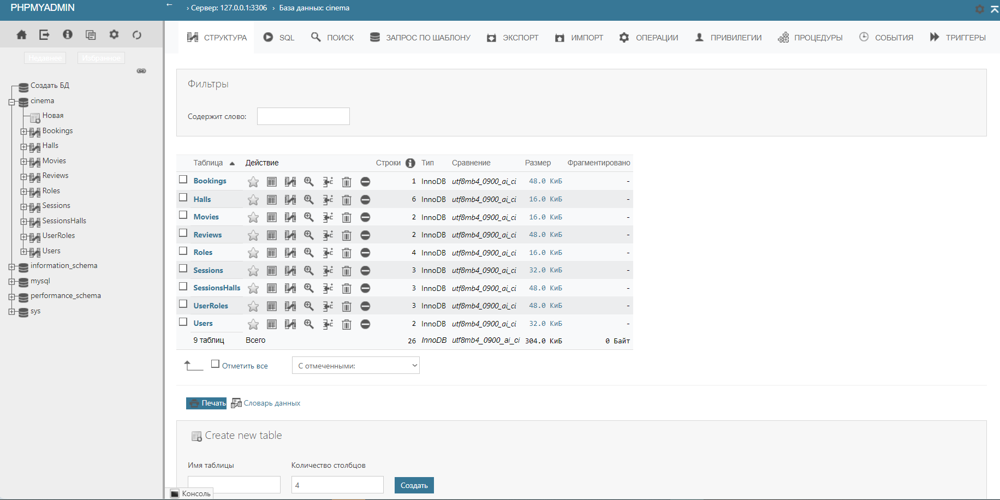 PHPMYADMIN
← › Сервер: 127.0.0.1:3306 › База данных: cinema
СТРУКТУРА SQL ПОИСК ЗАПРОС ПО ШАБЛОНУ ЭКСПОРТ ИМПОРТ ОПЕРАЦИИ ПРИВИЛЕГИИ ПРОЦЕДУРЫ СОБЫТИЯ ТРИГГЕРЫ
Недавнее Избранное
Создать БД
cinema
Новая
Bookings
Halls
Movies
Reviews
Roles
Sessions
SessionsHalls
UserRoles
Users
information_schema
mysql
performance_schema
sys
Фильтры
Содержит слово:
Таблица Действие Строки Тип Сравнение Размер Фрагментировано
Bookings 1 InnoDB utf8mb4_0900_ai_ci 48.0 КиБ -
Halls 6 InnoDB utf8mb4_0900_ai_ci 16.0 КиБ -
Movies 2 InnoDB utf8mb4_0900_ai_ci 16.0 КиБ -
Reviews 2 InnoDB utf8mb4_0900_ai_ci 48.0 КиБ -
Roles 4 InnoDB utf8mb4_0900_ai_ci 16.0 КиБ -
Sessions 3 InnoDB utf8mb4_0900_ai_ci 32.0 КиБ -
SessionsHalls 3 InnoDB utf8mb4_0900_ai_ci 48.0 КиБ -
UserRoles 3 InnoDB utf8mb4_0900_ai_ci 48.0 КиБ -
Users 2 InnoDB utf8mb4_0900_ai_ci 32.0 КиБ -
9 таблиц Всего 26 InnoDB utf8mb4_0900_ai_ci 304.0 КиБ 0 Байт
Отметить все С отмеченными:
Печать Словарь данных
Create new table
Имя таблицы Количество столбцов
4 Создать
Консоль